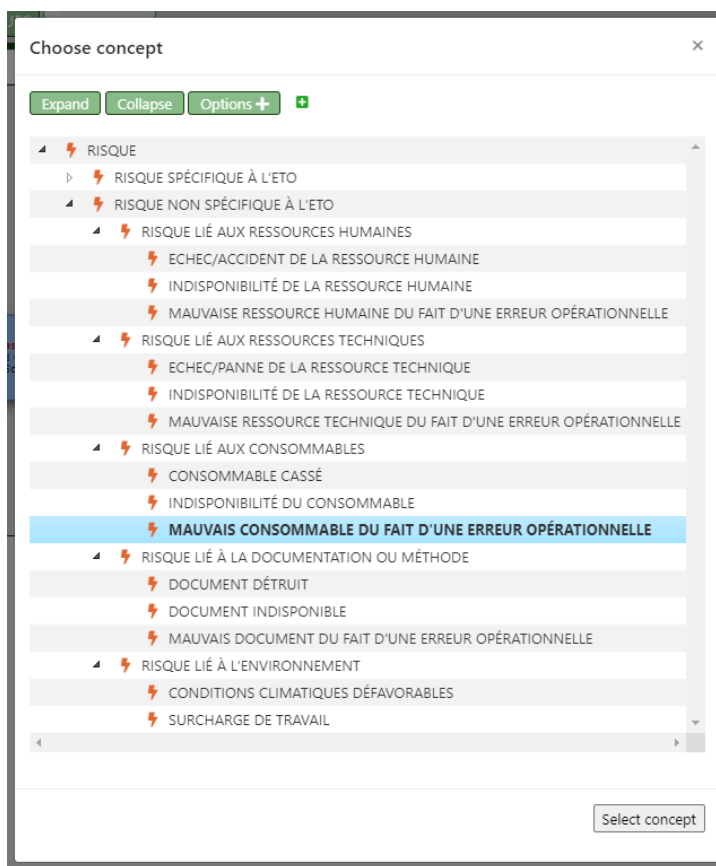 Choose concept
×
Expand Collapse Options
RISQUE
RISQUE SPÉCIFIQUE À L'ETO
RISQUE NON SPÉCIFIQUE À L'ETO
RISQUE LIÉ AUX RESSOURCES HUMAINES
ECHEC/ACCIDENT DE LA RESSOURCE HUMAINE
INDISPONIBILITÉ DE LA RESSOURCE HUMAINE
MAUVAISE RESSOURCE HUMAINE DU FAIT D'UNE ERREUR OPÉRATIONNELLE
RISQUE LIÉ AUX RESSOURCES TECHNIQUES
ECHEC/PANNE DE LA RESSOURCE TECHNIQUE
INDISPONIBILITÉ DE LA RESSOURCE TECHNIQUE
MAUVAISE RESSOURCE TECHNIQUE DU FAIT D'UNE ERREUR OPÉRATIONNELLE
RISQUE LIÉ AUX CONSOMMABLES
CONSOMMABLE CASSÉ
INDISPONIBILITÉ DU CONSOMMABLE
MAUVAIS CONSOMMABLE DU FAIT D'UNE ERREUR OPÉRATIONNELLE
RISQUE LIÉ À LA DOCUMENTATION OU MÉTHODE
DOCUMENT DÉTRUIT
DOCUMENT INDISPONIBLE
MAUVAIS DOCUMENT DU FAIT D'UNE ERREUR OPÉRATIONNELLE
RISQUE LIÉ À L'ENVIRONNEMENT
CONDITIONS CLIMATIQUES DÉFAVORABLES
SURCHARGE DE TRAVAIL
Select concept